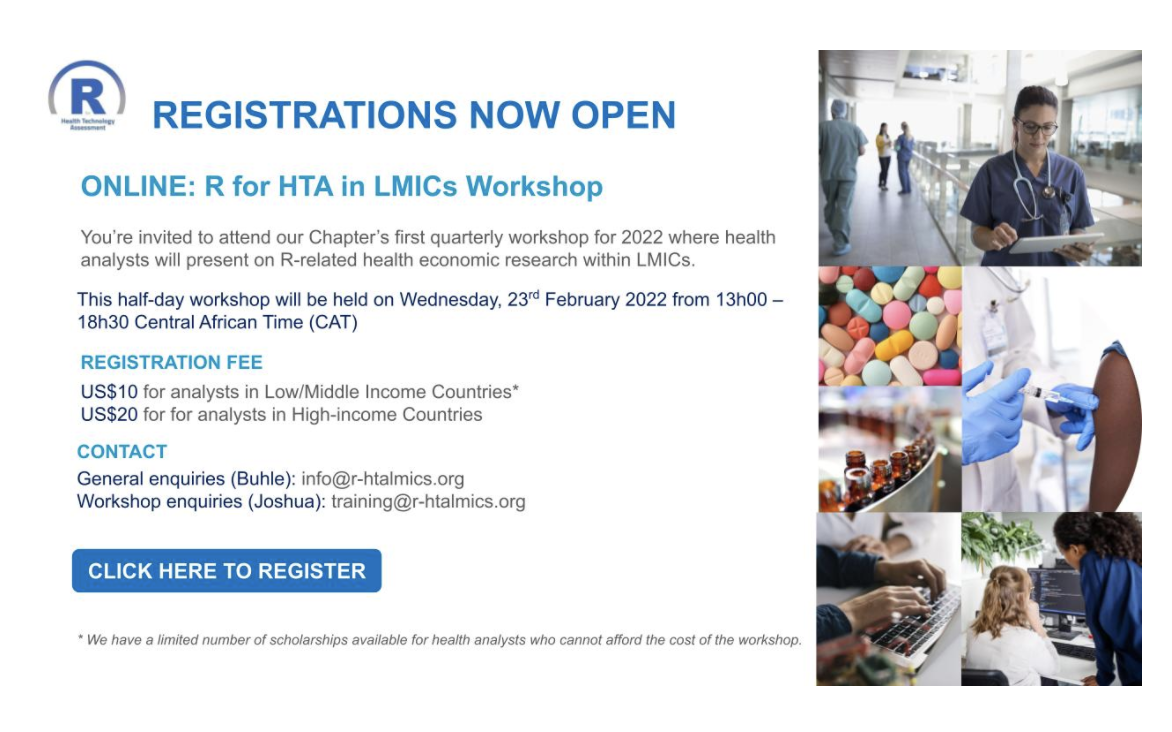 R
Health Technology
Assessment
REGISTRATIONS NOW OPEN
ONLINE: R for HTA in LMICs Workshop
You're invited to attend our Chapter's first quarterly workshop for 2022 where health
analysts will present on R-related health economic research within LMICs.
This half-day workshop will be held on Wednesday, 23rd February 2022 from 13h00 –
18h30 Central African Time (CAT)
REGISTRATION FEE
US$10 for analysts in Low/Middle Income Countries*
US$20 for for analysts in High-income Countries
CONTACT
General enquiries (Buhle): info@r-htalmics.org
Workshop enquiries (Joshua): training@r-htalmics.org
CLICK HERE TO REGISTER
* We have a limited number of scholarships available for health analysts who cannot afford the cost of the workshop.